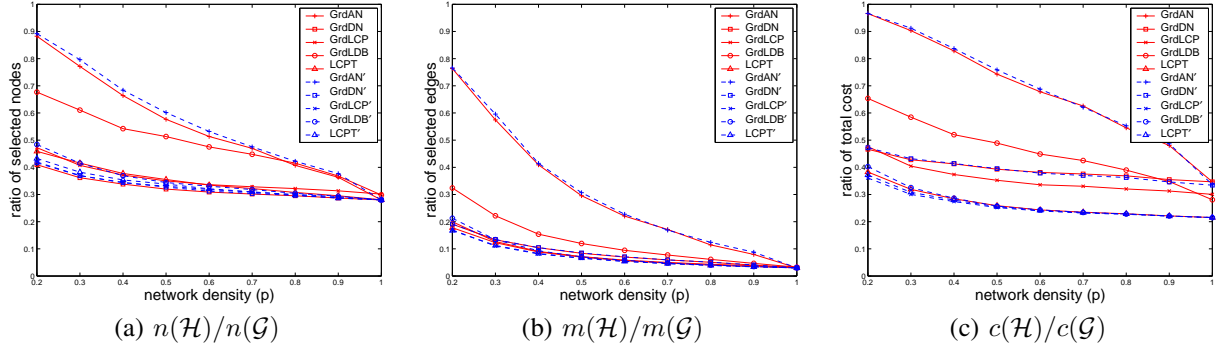 ratio of selected nodes
1
0.9
0.8
0.7
0.6
0.5
0.4
0.3
0.2
0.1
0
0.2 0.3 0.4 0.5 0.6 0.7 0.8 0.9 1
network density (p)
GrdAN
GrdDN
GrdLCP
GrdLDB
LCPT
GrdAN′
GrdDN′
GrdLCP′
GrdLDB′
LCPT′
(a) n(H)/n(G)
ratio of selected edges
1
0.9
0.8
0.7
0.6
0.5
0.4
0.3
0.2
0.1
0
0.2 0.3 0.4 0.5 0.6 0.7 0.8 0.9 1
network density (p)
GrdAN
GrdDN
GrdLCP
GrdLDB
LCPT
GrdAN′
GrdDN′
GrdLCP′
GrdLDB′
LCPT′
(b) m(H)/m(G)
ratio of total cost
1
0.9
0.8
0.7
0.6
0.5
0.4
0.3
0.2
0.1
0
0.2 0.3 0.4 0.5 0.6 0.7 0.8 0.9 1
network density (p)
GrdAN
GrdDN
GrdLCP
GrdLDB
LCPT
GrdAN′
GrdDN′
GrdLCP′
GrdLDB′
LCPT′
(c) c(H)/c(G)